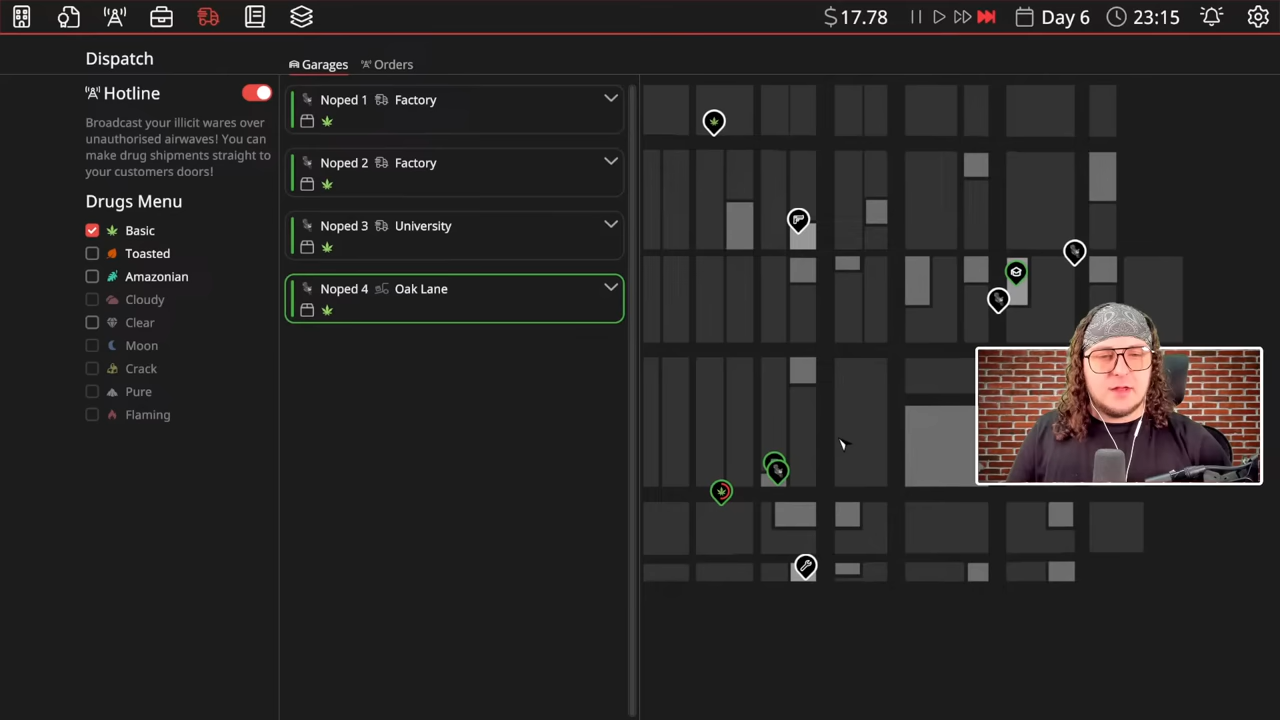 $17.78
Day 6
23:15
Dispatch
Garages
Orders
Hotline
Broadcast your illicit wares over
unauthorised airwaves! You can
make drug shipments straight to
your customers doors!
Drugs Menu
Basic
Toasted
Amazonian
Cloudy
Clear
Moon
Crack
Pure
Flaming
Noped 1 Factory
Noped 2 Factory
Noped 3 University
Noped 4 Oak Lane